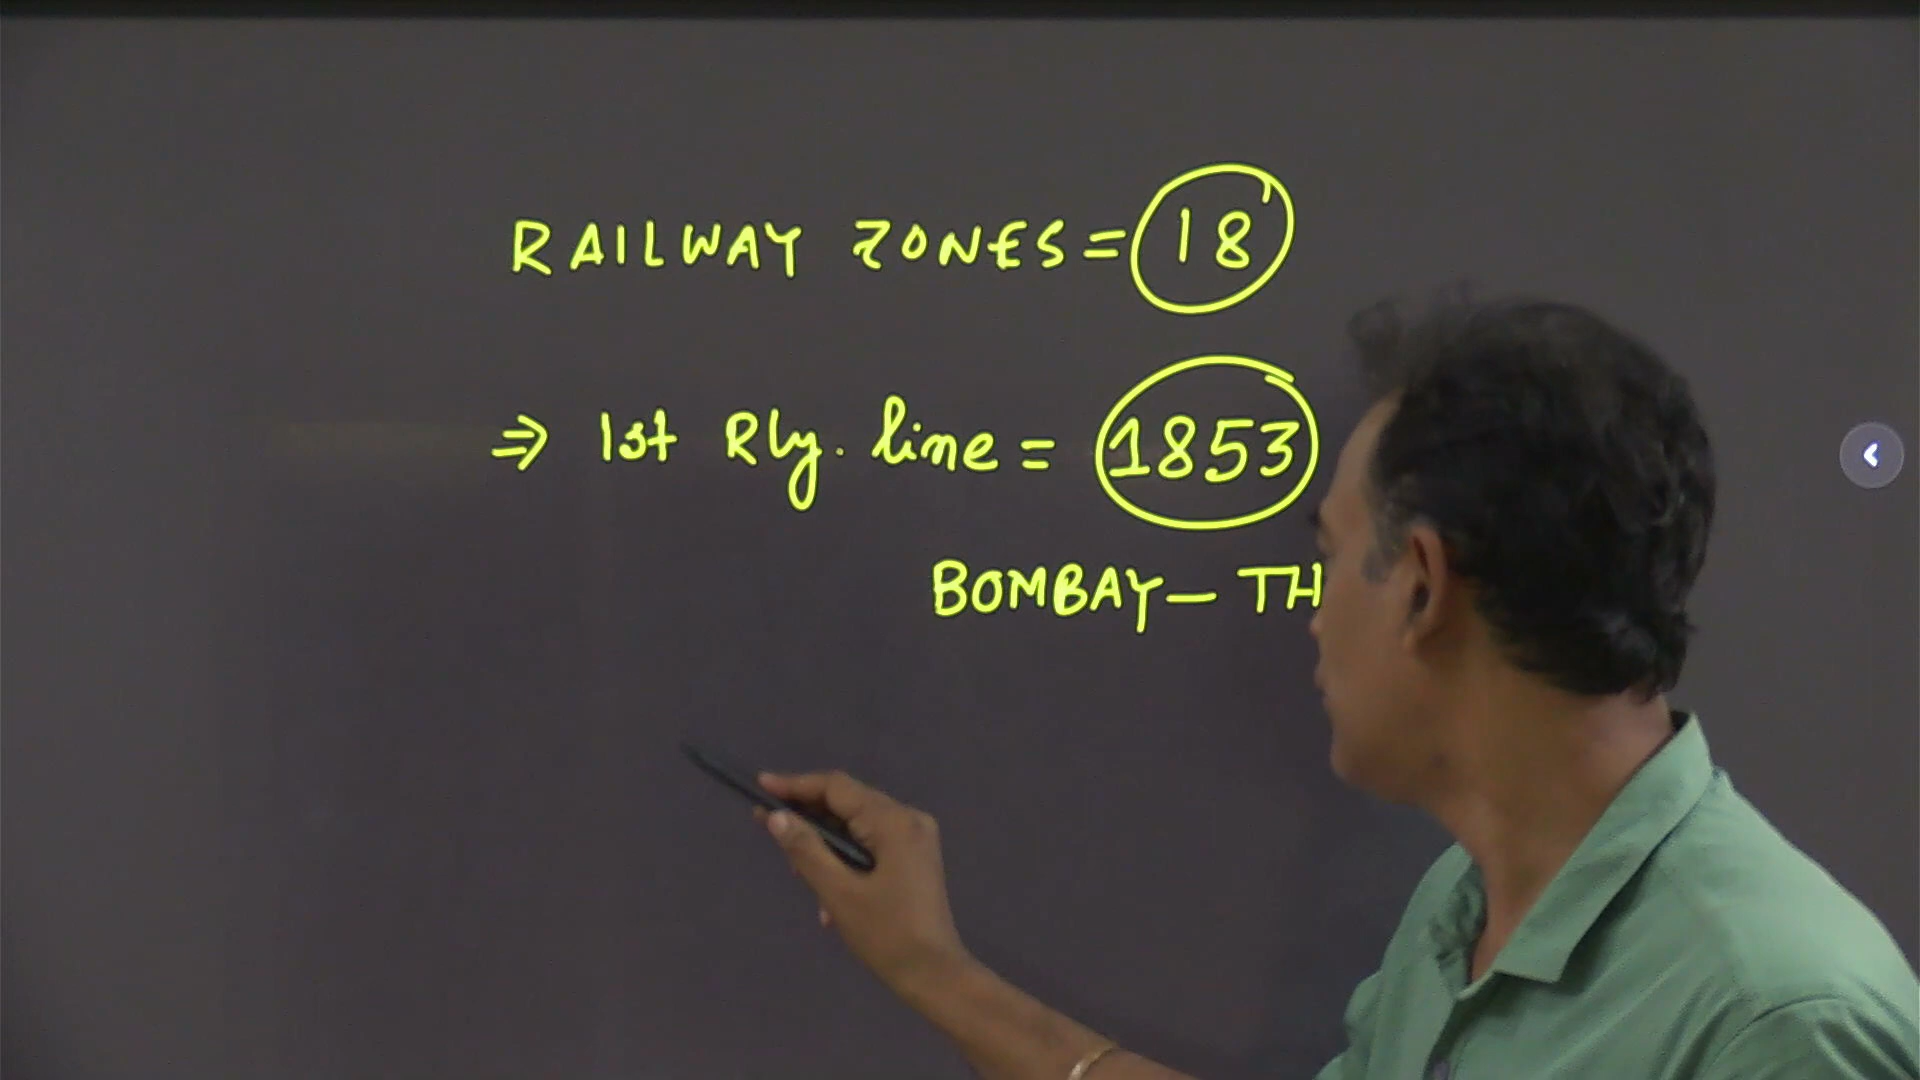 RAILWAY ZONES = 18
⇒ 1st Rly. line = 1853
BOMBAY – TH